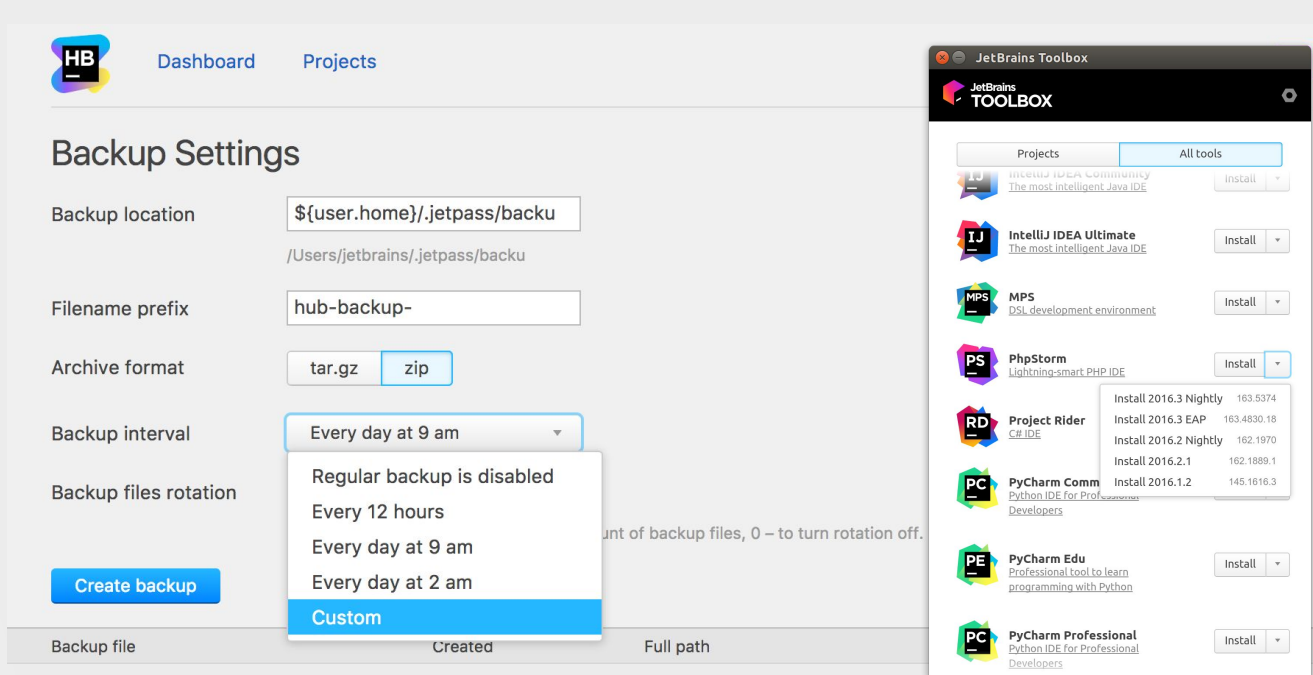 HB
Dashboard
Projects
Backup Settings
Backup location
${user.home}/.jetpass/backu
/Users/jetbrains/.jetpass/backu
Filename prefix
hub-backup-
Archive format
tar.gz
zip
Backup interval
Every day at 9 am
Regular backup is disabled
Every 12 hours
Every day at 9 am
Every day at 2 am
Custom
Backup files rotation
of backup files, 0 – to turn rotation off.
Create backup
Backup file
Created
Full path
JetBrains Toolbox
JetBrains
TOOLBOX
Projects
All tools
IJ
IntelliJ IDEA Community
The most intelligent Java IDE
Install
IJ
IntelliJ IDEA Ultimate
The most intelligent Java IDE
Install
MPS
MPS
DSL development environment
Install
PS
PhpStorm
Lightning-smart PHP IDE
Install
Install 2016.3 Nightly 163.5374
Install 2016.3 EAP 163.4830.18
Install 2016.2 Nightly 162.1970
Install 2016.2.1 162.1889.1
Install 2016.1.2 145.1616.3
RD
Project Rider
C# IDE
PC
PyCharm Comm
Python IDE for Professional
Developers
PE
PyCharm Edu
Professional tool to learn
programming with Python
Install
PC
PyCharm Professional
Python IDE for Professional
Developers
Install